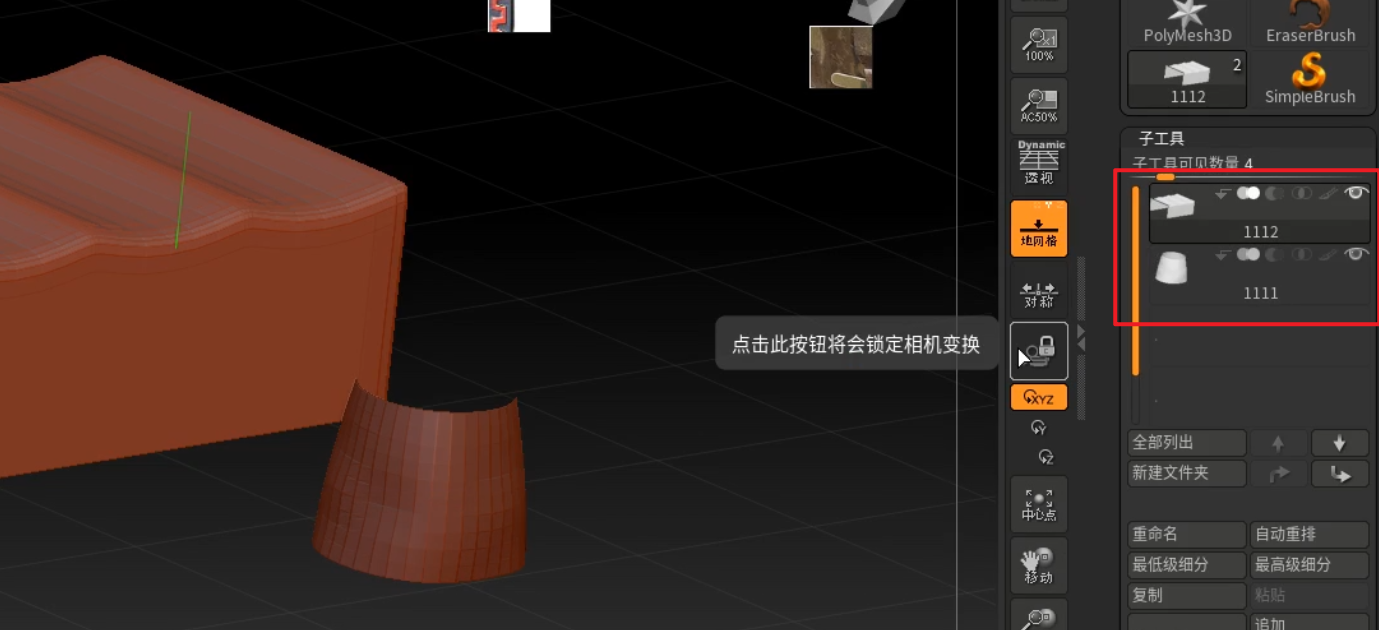 PolyMesh3D
EraserBrush
2
1112
SimpleBrush
100%
AC50%
Dynamic
透视
地网格
对称
点击此按钮将会锁定相机变换
XYZ
Y
Z
中心点
移动
子工具
子工具可见数量 4
1112
1111
全部列出
新建文件夹
重命名
自动重排
最低级细分
最高级细分
复制
粘贴
追加